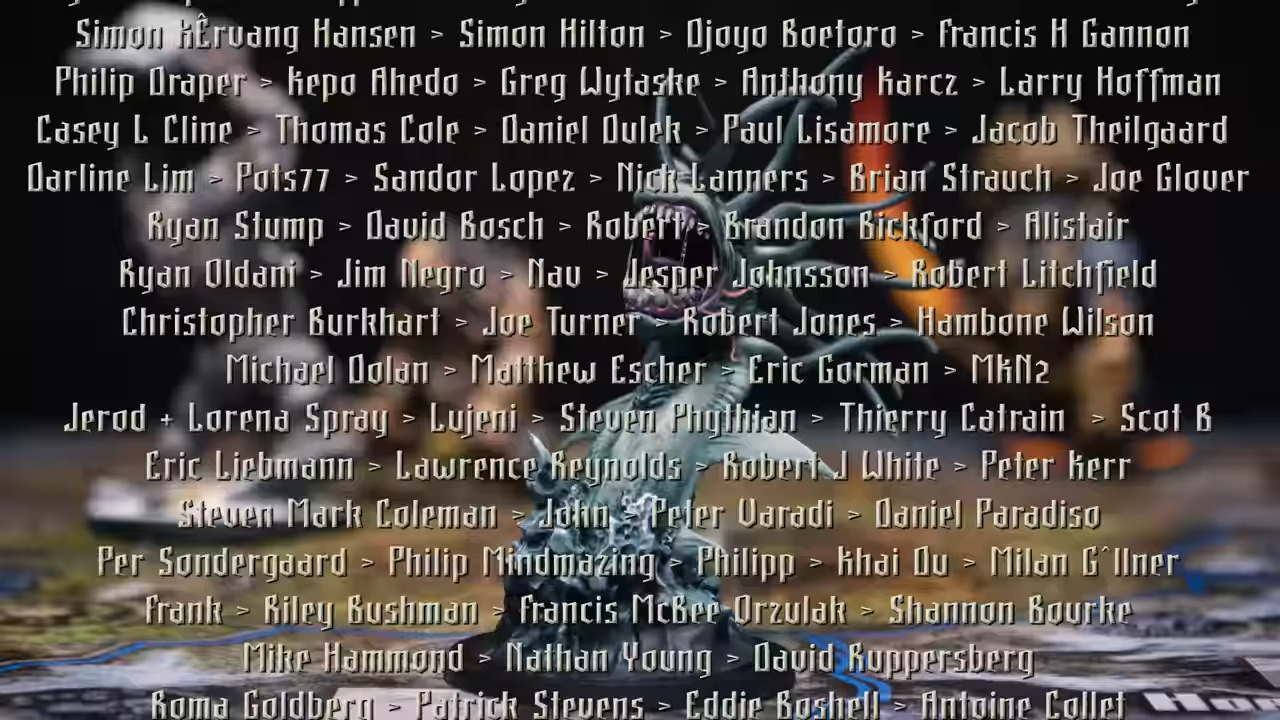 Simon kÊrvang Hansen > Simon Hilton > Djoyo Boetoro > Francis H Gannon
Philip Draper > Kepo Ahedo > Greg Wytaske > Anthony Karcz > Larry Hoffman
Casey L Cline > Thomas Cole > Daniel Dulek > Paul Lisamore > Jacob Theilgaard
Darline Lim > Pots77 > Sandor Lopez > Nick Lanners > Brian Strauch > Joe Glover
Ryan Stump > David Bosch > Robert > Brandon Bickford > Alistair
Ryan Oldani > Jim Negro > Nav > Jesper Johnsson > Robert Litchfield
Christopher Burkhart > Joe Turner > Robert Jones > Hambone Wilson
Michael Dolan > Matthew Escher > Eric Gorman > MKN2
Jerod + Lorena Spray > Lujeni > Steven Phythian > Thierry Catrain > Scot B
Eric Liebmann > Lawrence Reynolds > Robert J White > Peter Kerr
Steven Mark Coleman > John > Peter Varadi > Daniel Paradiso
Per Sondergaard > Philip Mindmazing > Philipp > Khai Du > Milan Gˆllner
Frank > Riley Bushman > Francis McBee Orzulak > Shannon Bourke
Mike Hammond > Nathan Young > David Ruppersberg
Roma Goldberg > Patrick Stevens > Eddie Boshell > Antoine Collet